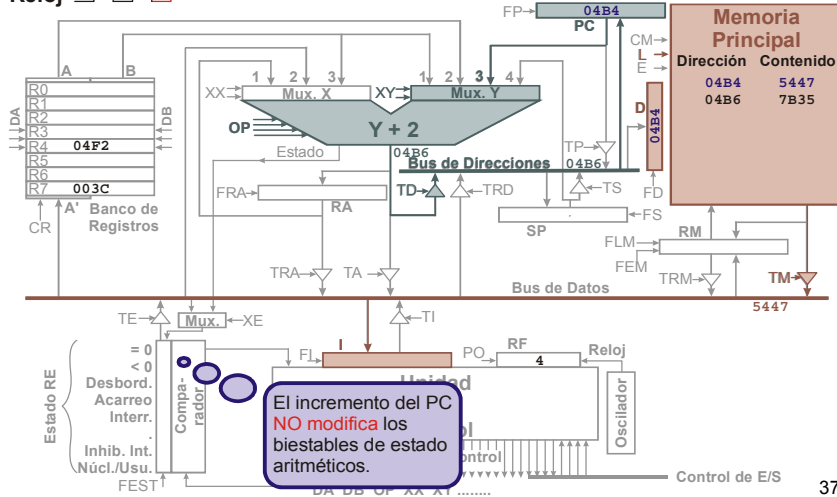 Reloj
FP
04B4
PC
Memoria
Principal
Dirección Contenido
04B4 5447
04B6 7B35
CM
L
E
A B
R0
R1
R2
R3
R4 04F2
R5
R6
R7 003C
DA
DB
A'
CR
Banco de
Registros
1 2 3
XX
Mux. X
XY
1 2 3 4
Mux. Y
OP
Y + 2
Estado
04B6
Bus de Direcciones 04B6
D
04B4
TP
FD
FRA
RA
TD
TRD
TS
FS
SP
RM
FLM
FEM
TRM
TM
TRA
TA
Bus de Datos
5447
TE
Mux.
XE
TI
I
FI
PO
RF
4
Reloj
Oscilador
Estado RE
= 0
< 0
Desbord.
Acarreo
Interr.
.
Inhib. Int.
Núcl./Usu.
FEST
Compa-
rador
El incremento del PC
NO modifica los
biestables de estado
aritméticos.
Control de E/S
DA DB OP XX XY ........
37